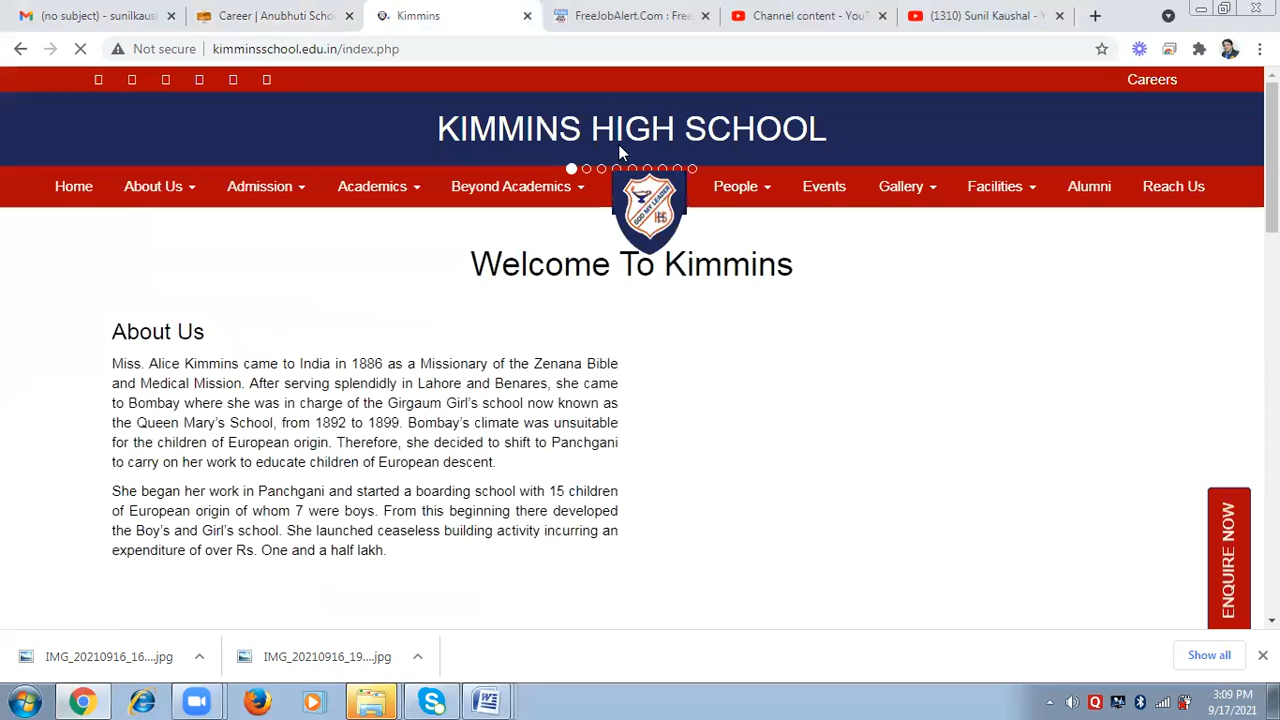 (no subject) - sunilkaus
Career | Anubhuti Scho
Kimmins
FreeJobAlert.Com : Free
Channel content - YouT
(1310) Sunil Kaushal - Y
Not secure
kimminsschool.edu.in/index.php
Careers
KIMMINS HIGH SCHOOL
Home
About Us
Admission
Academics
Beyond Academics
People
Events
Gallery
Facilities
Alumni
Reach Us
GOD MY LEADER
Welcome To Kimmins
About Us
Miss. Alice Kimmins came to India in 1886 as a Missionary of the Zenana Bible
and Medical Mission. After serving splendidly in Lahore and Benares, she came
to Bombay where she was in charge of the Girgaum Girl's school now known as
the Queen Mary's School, from 1892 to 1899. Bombay's climate was unsuitable
for the children of European origin. Therefore, she decided to shift to Panchgani
to carry on her work to educate children of European descent.
She began her work in Panchgani and started a boarding school with 15 children
of European origin of whom 7 were boys. From this beginning there developed
the Boy's and Girl's school. She launched ceaseless building activity incurring an
expenditure of over Rs. One and a half lakh.
ENQUIRE NOW
IMG_20210916_16....jpg
IMG_20210916_19....jpg
Show all
3:09 PM
9/17/2021